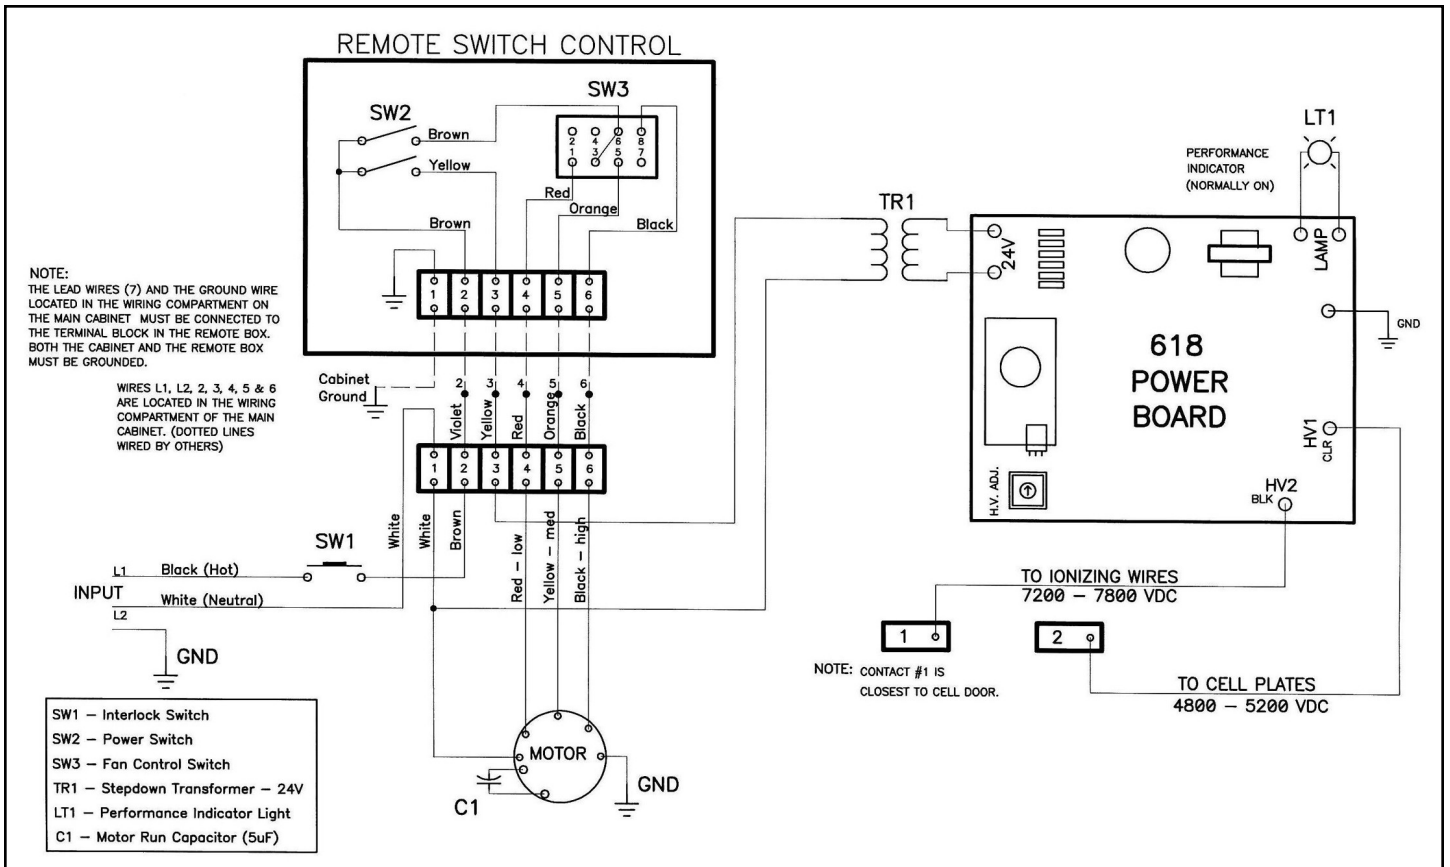 REMOTE SWITCH CONTROL
SW3
SW2
Brown
Yellow
2 4 6 8
1 3 5 7
Red
Orange
Brown
Black
1 2 3 4 5 6
NOTE:
THE LEAD WIRES (7) AND THE GROUND WIRE
LOCATED IN THE WIRING COMPARTMENT ON
THE MAIN CABINET MUST BE CONNECTED TO
THE TERMINAL BLOCK IN THE REMOTE BOX.
BOTH THE CABINET AND THE REMOTE BOX
MUST BE GROUNDED.
WIRES L1, L2, 2, 3, 4, 5 & 6
ARE LOCATED IN THE WIRING
COMPARTMENT OF THE MAIN
CABINET. (DOTTED LINES
WIRED BY OTHERS)
Cabinet
Ground
2 3 4 5 6
Violet
Yellow
Red
Orange
Black
1 2 3 4 5 6
White
White
Brown
Red - low
Yellow - med
Black - high
SW1
L1
Black (Hot)
INPUT
White (Neutral)
L2
GND
SW1 - Interlock Switch
SW2 - Power Switch
SW3 - Fan Control Switch
TR1 - Stepdown Transformer - 24V
LT1 - Performance Indicator Light
C1 - Motor Run Capacitor (5uF)
MOTOR
C1
GND
TR1
LT1
PERFORMANCE
INDICATOR
(NORMALLY ON)
24V
LAMP
GND
618
POWER
BOARD
HV1
CLR
H.V. ADJ.
HV2
BLK
TO IONIZING WIRES
7200 - 7800 VDC
1
2
NOTE: CONTACT #1 IS
CLOSEST TO CELL DOOR.
TO CELL PLATES
4800 - 5200 VDC